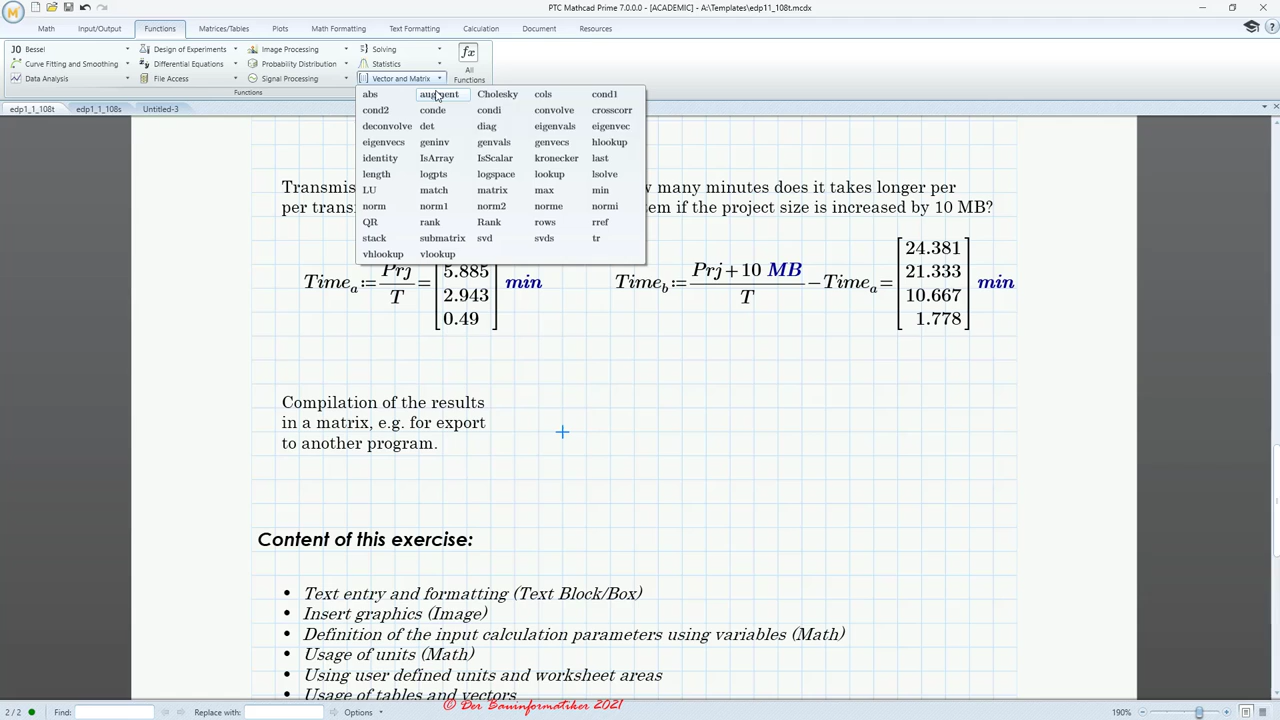 PTC Mathcad Prime 7.0.0.0 - [ACADEMIC] - A:\Templates\edp11_108t.mcdx
Math Input/Output Functions Matrices/Tables Plots Math Formatting Text Formatting Calculation Document Resources
Bessel Design of Experiments Image Processing Solving
Curve Fitting and Smoothing Differential Equations Probability Distribution Statistics
Data Analysis File Access Signal Processing Vector and Matrix
fx
All
Functions
Functions
edp1_1_108t edp1_1_108s Untitled-3
abs augment Cholesky cols cond1
cond2 conde condi convolve crosscorr
deconvolve det diag eigenvals eigenvec
eigenvecs geninv genvals genvecs hlookup
identity IsArray IsScalar kronecker last
length logpts logspace lookup lsolve
LU match matrix max min
norm norm1 norm2 norme normi
QR rank Rank rows rref
stack submatrix svd svds tr
vhlookup vlookup
Transmis
per trans
w many minutes does it takes longer per
em if the project size is increased by 10 MB?
Timeₐ:=Prj/T=[5.885 2.943 0.49] min
Time_b:=(Prj+10 MB)/T−Timeₐ=[24.381 21.333 10.667 1.778] min
Compilation of the results
in a matrix, e.g. for export
to another program.
Content of this exercise:
• Text entry and formatting (Text Block/Box)
• Insert graphics (Image)
• Definition of the input calculation parameters using variables (Math)
• Usage of units (Math)
• Using user defined units and worksheet areas
• Usage of tables and vectors
© Der Bauinformatiker 2021
2 / 2 Find: Replace with: Options 190%